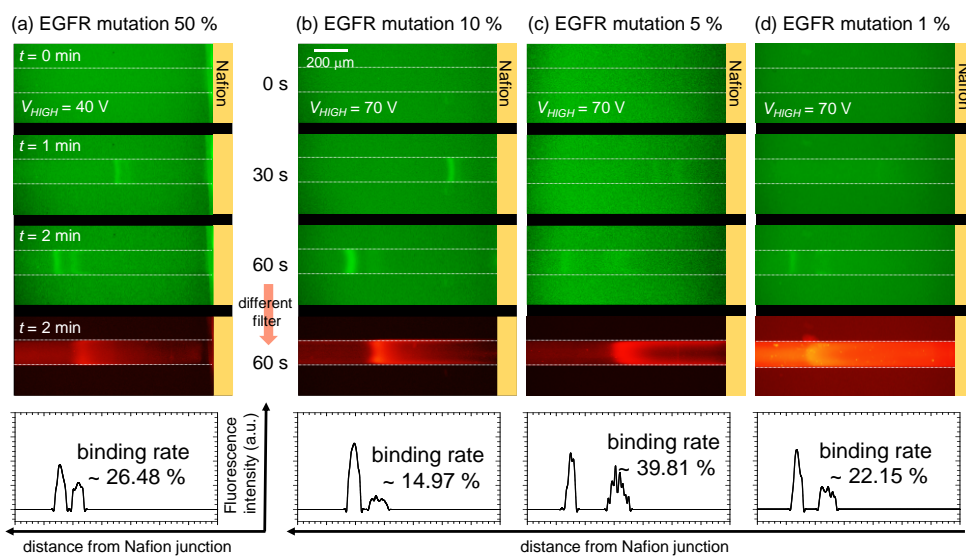 (a) EGFR mutation 50 %
(b) EGFR mutation 10 %
(c) EGFR mutation 5 %
(d) EGFR mutation 1 %
t = 0 min
V_HIGH = 40 V
Nafion
0 s
200 μm
V_HIGH = 70 V
Nafion
V_HIGH = 70 V
Nafion
V_HIGH = 70 V
Nafion
t = 1 min
30 s
t = 2 min
60 s
different
filter
t = 2 min
60 s
Fluorescence
intensity (a.u.)
binding rate
~ 26.48 %
binding rate
~ 14.97 %
binding rate
~ 39.81 %
binding rate
~ 22.15 %
distance from Nafion junction
distance from Nafion junction